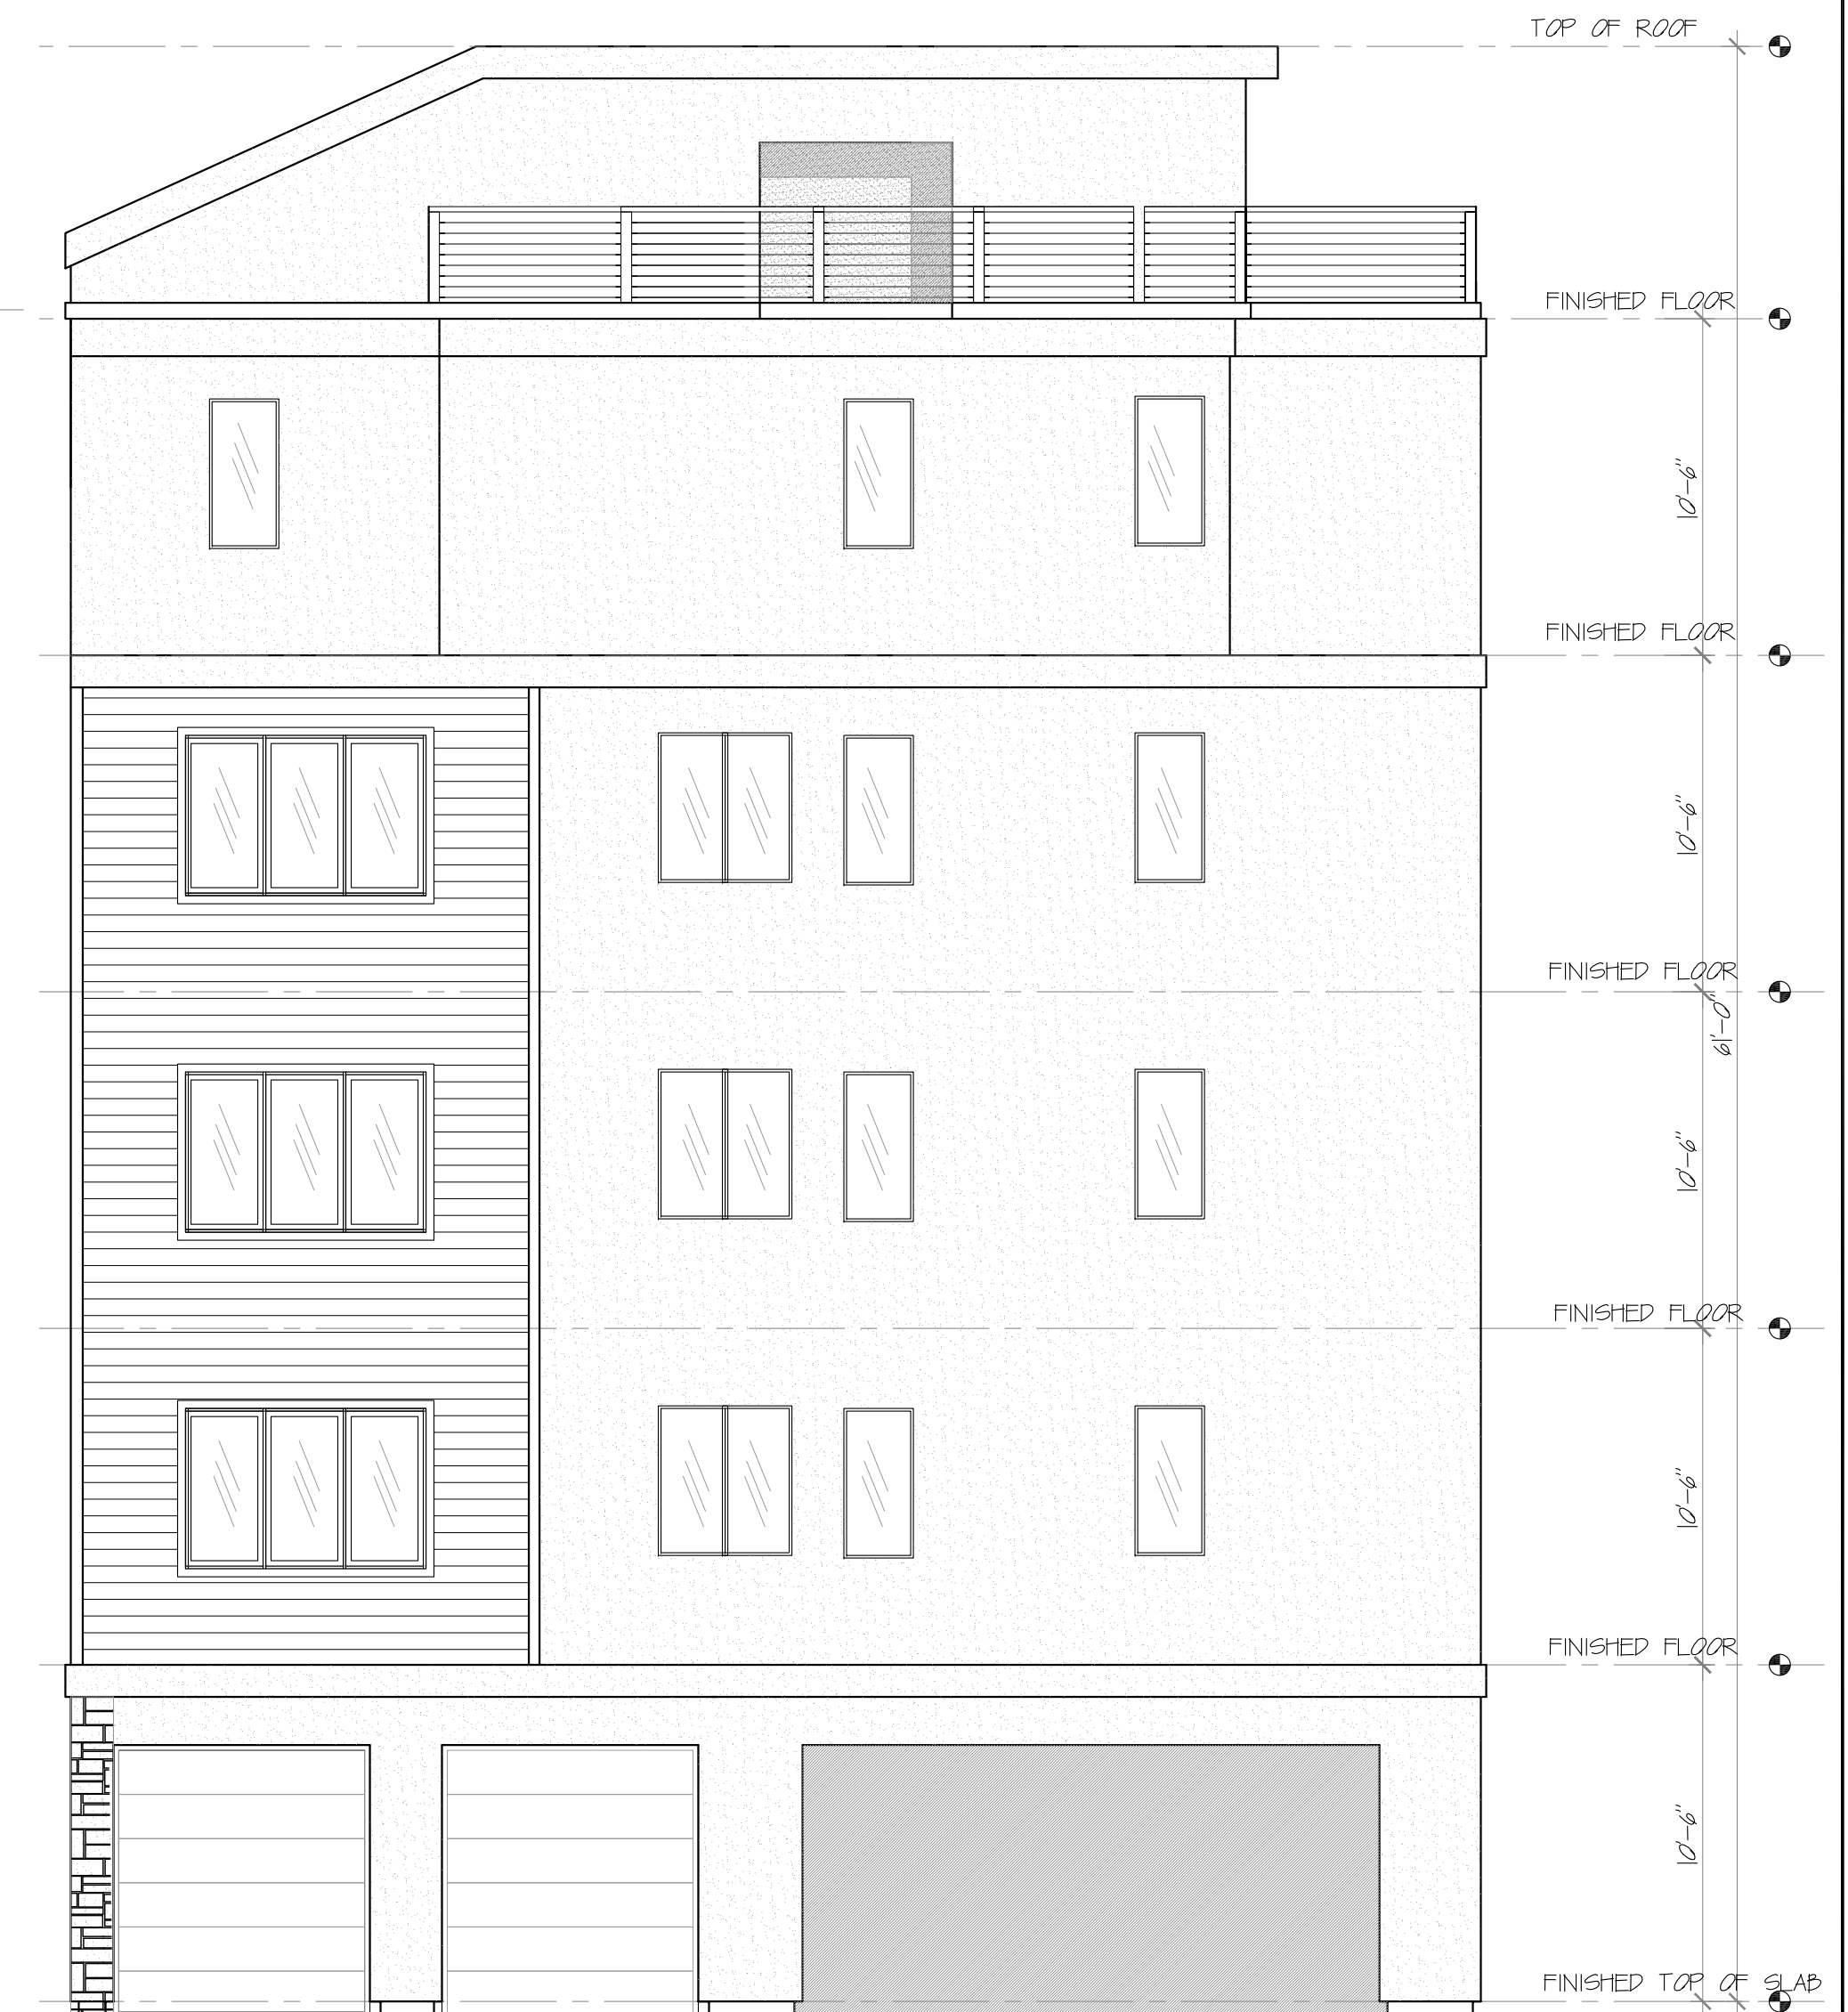 TOP OF ROOF
FINISHED FLOOR
10'-6"
FINISHED FLOOR
10'-6"
FINISHED FLOOR
61'-0"
10'-6"
FINISHED FLOOR
10'-6"
FINISHED FLOOR
10'-6"
FINISHED TOP OF SLAB